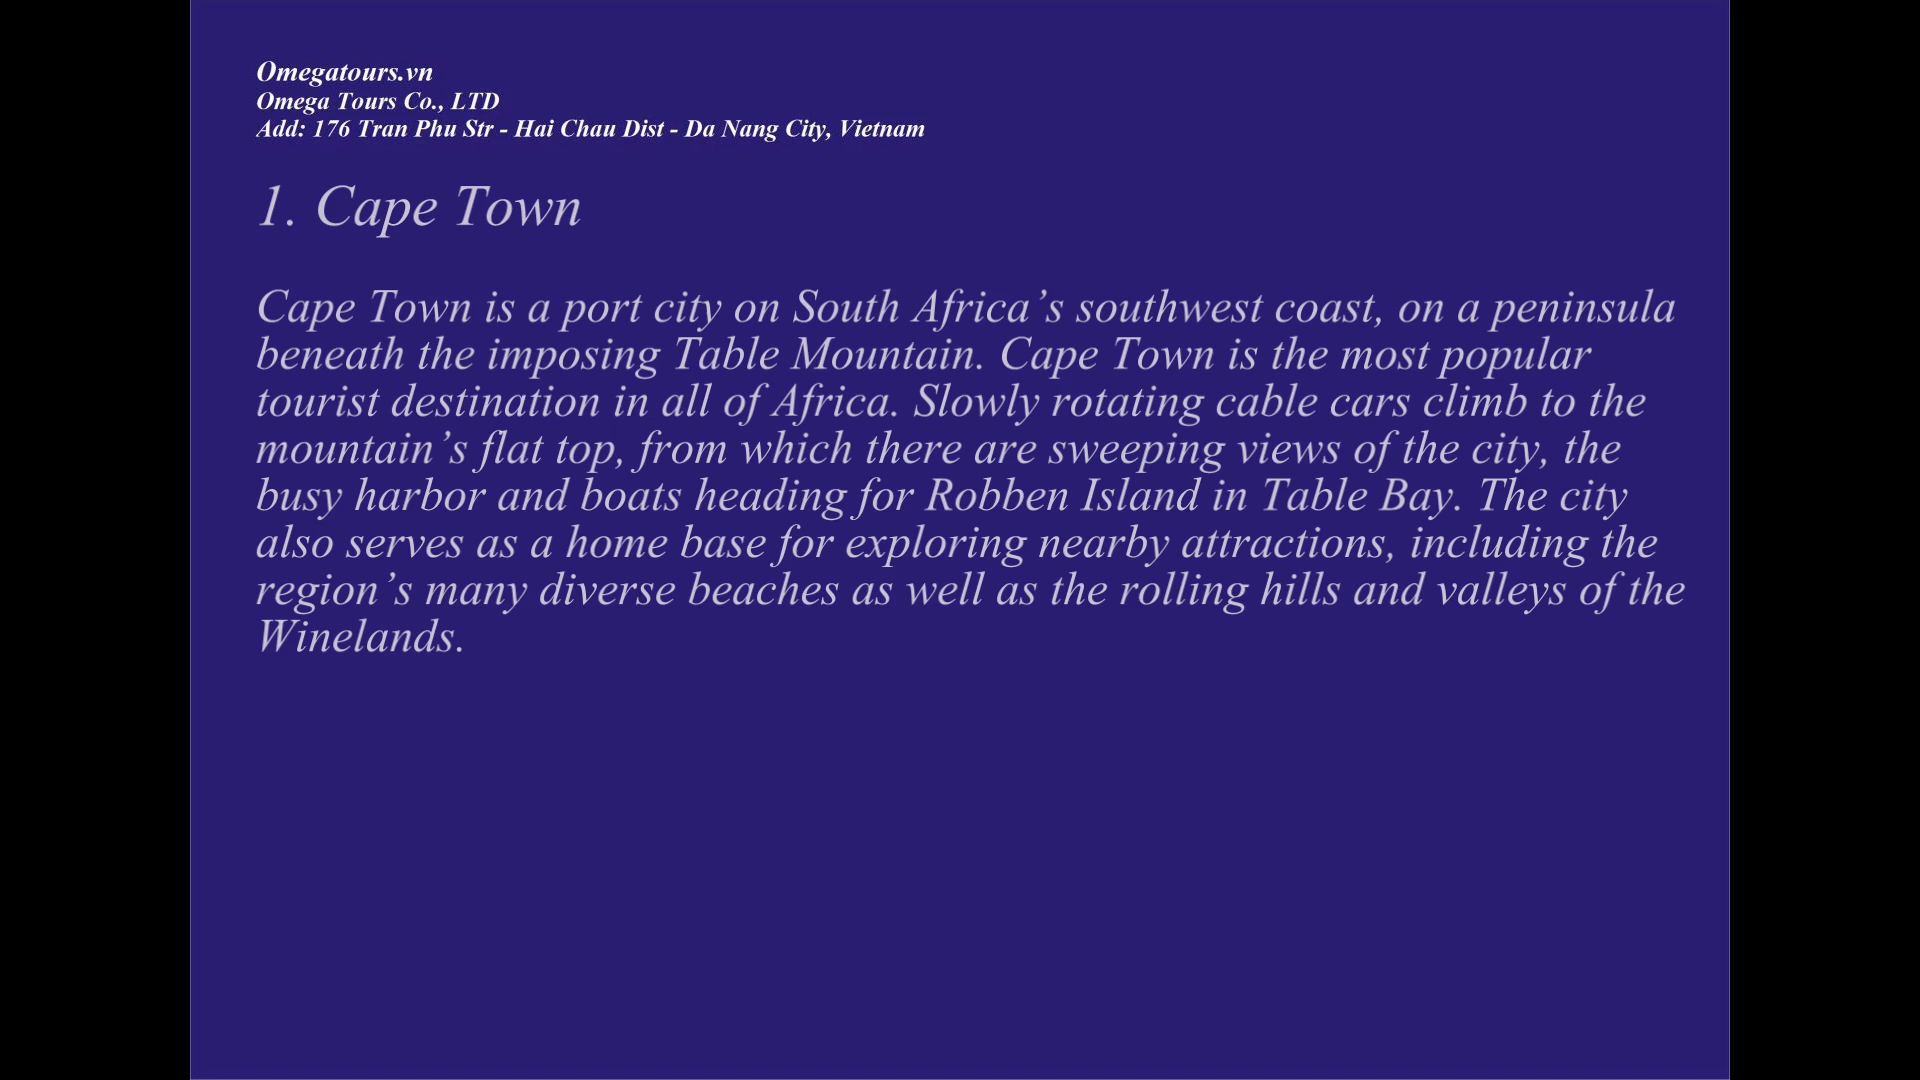 Omegatours.vn
Omega Tours Co., LTD
Add: 176 Tran Phu Str - Hai Chau Dist - Da Nang City, Vietnam
1. Cape Town
Cape Town is a port city on South Africa’s southwest coast, on a peninsula
beneath the imposing Table Mountain. Cape Town is the most popular
tourist destination in all of Africa. Slowly rotating cable cars climb to the
mountain’s flat top, from which there are sweeping views of the city, the
busy harbor and boats heading for Robben Island in Table Bay. The city
also serves as a home base for exploring nearby attractions, including the
region’s many diverse beaches as well as the rolling hills and valleys of the
Winelands.